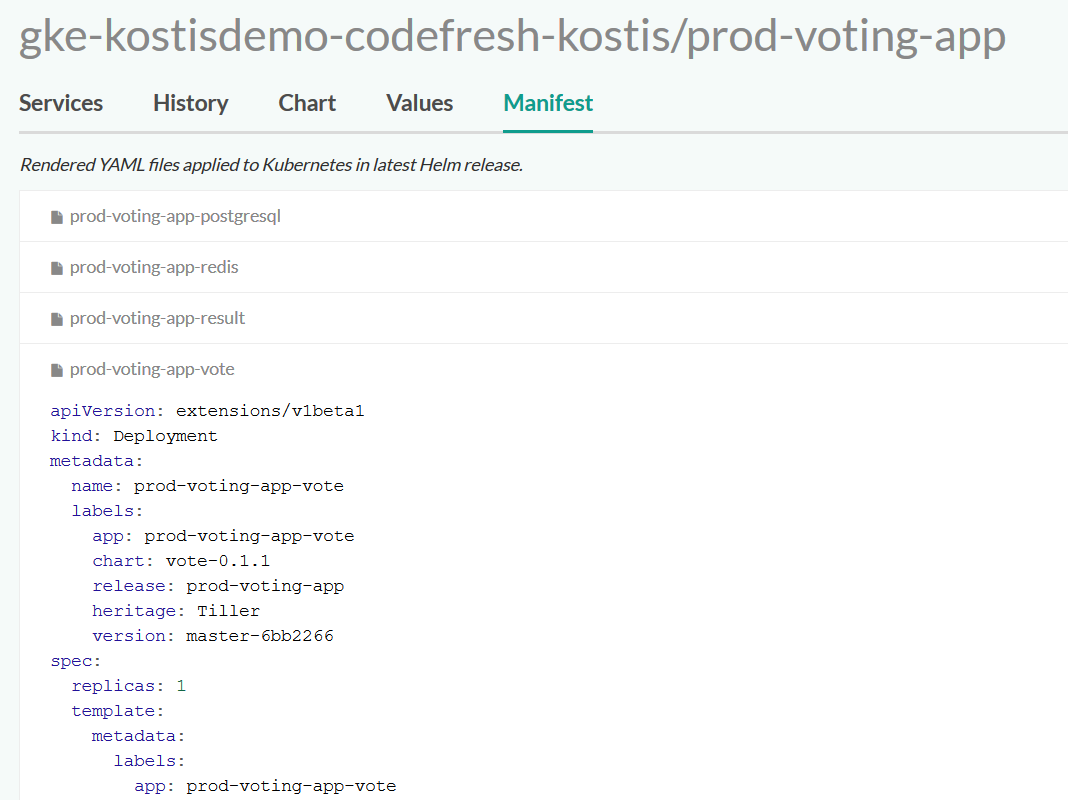 gke-kostisdemo-codefresh-kostis/prod-voting-app
Services History Chart Values Manifest
Rendered YAML files applied to Kubernetes in latest Helm release.
prod-voting-app-postgresql
prod-voting-app-redis
prod-voting-app-result
prod-voting-app-vote
apiVersion: extensions/v1beta1
kind: Deployment
metadata:
  name: prod-voting-app-vote
  labels:
    app: prod-voting-app-vote
    chart: vote-0.1.1
    release: prod-voting-app
    heritage: Tiller
    version: master-6bb2266
spec:
  replicas: 1
  template:
    metadata:
      labels:
        app: prod-voting-app-vote